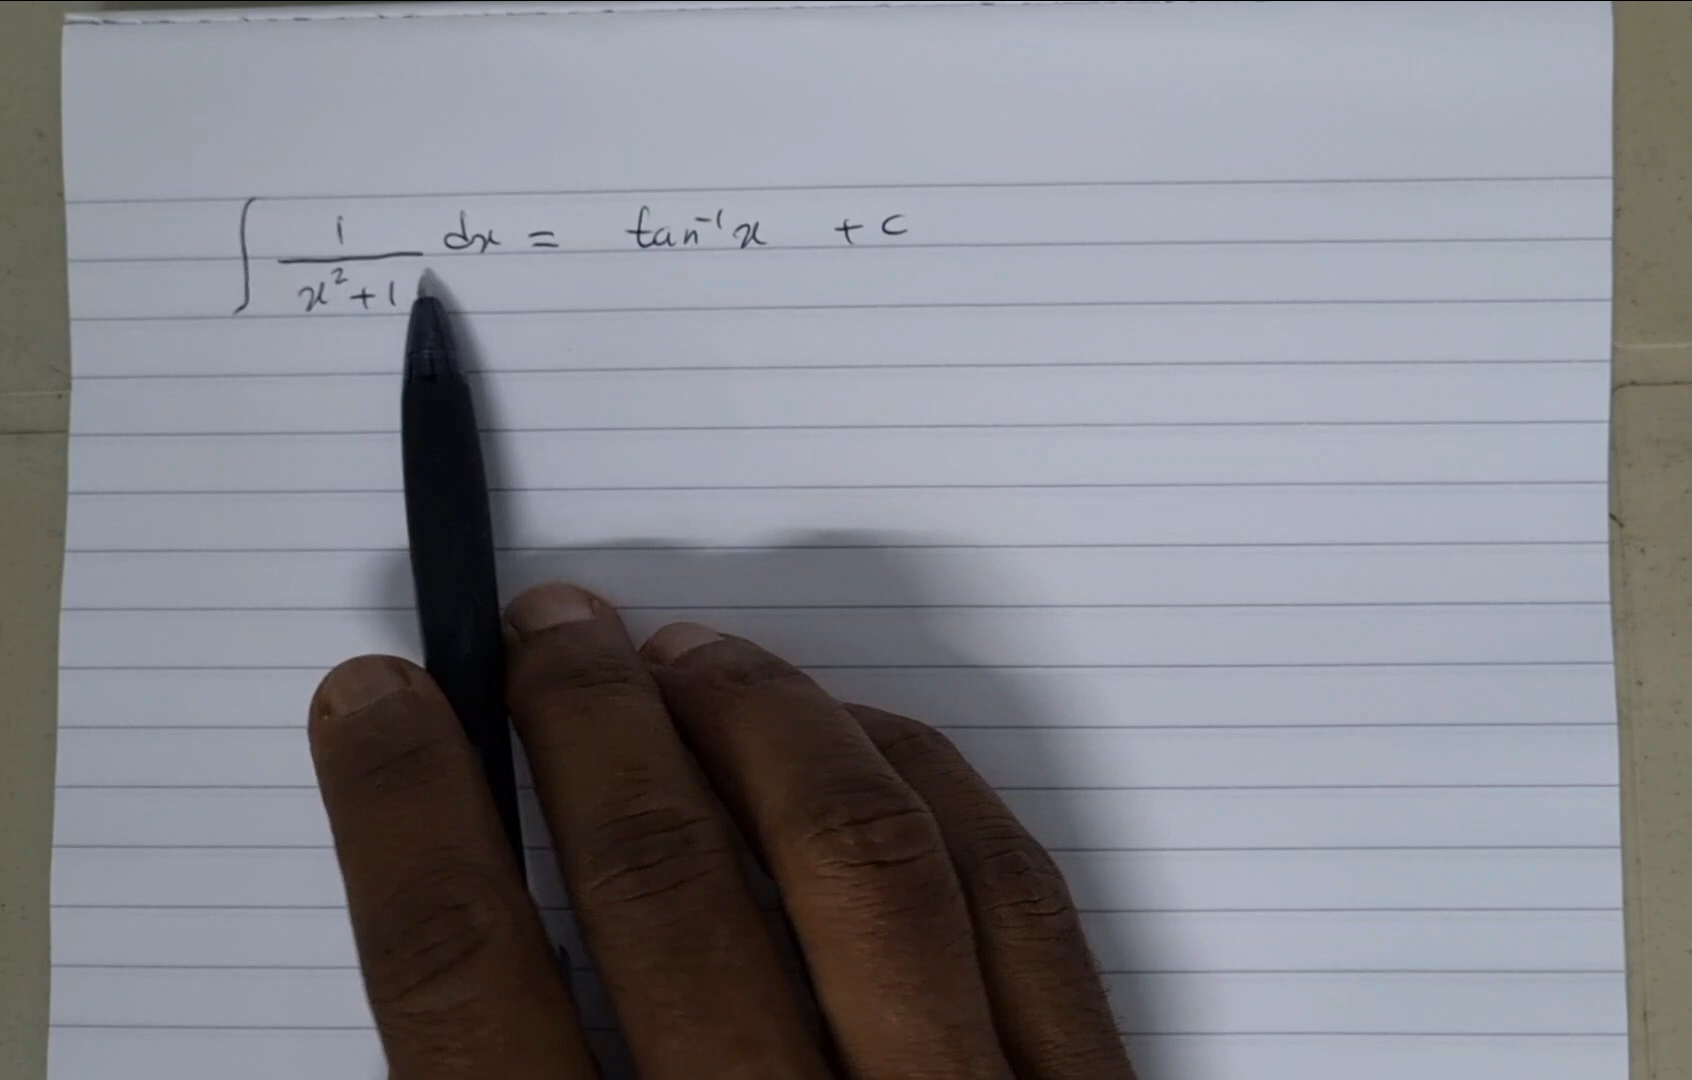 ∫ 1/(x²+1) dx = tan⁻¹x + c